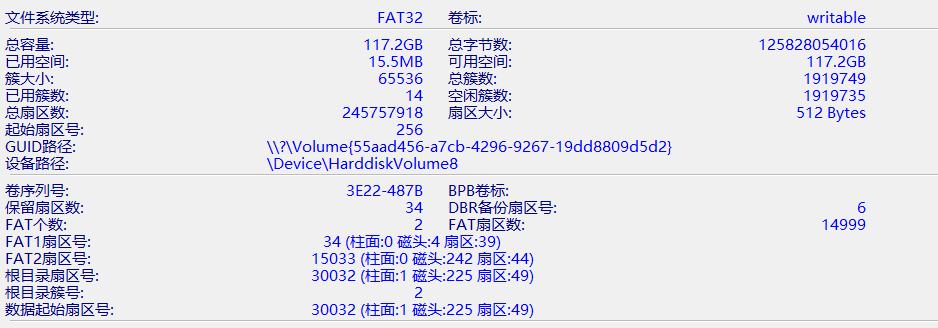 文件系统类型: FAT32 卷标: writable
总容量: 117.2GB 总字节数: 125828054016
已用空间: 15.5MB 可用空间: 117.2GB
簇大小: 65536 总簇数: 1919749
已用簇数: 14 空闲簇数: 1919735
总扇区数: 245757918 扇区大小: 512 Bytes
起始扇区号: 256
GUID路径: \\?\Volume{55aad456-a7cb-4296-9267-19dd8809d5d2}
设备路径: \Device\HarddiskVolume8
卷序列号: 3E22-487B BPB卷标:
保留扇区数: 34 DBR备份扇区号: 6
FAT个数: 2 FAT扇区数: 14999
FAT1扇区号: 34 (柱面:0 磁头:4 扇区:39)
FAT2扇区号: 15033 (柱面:0 磁头:242 扇区:44)
根目录扇区号: 30032 (柱面:1 磁头:225 扇区:49)
根目录簇号: 2
数据起始扇区号: 30032 (柱面:1 磁头:225 扇区:49)